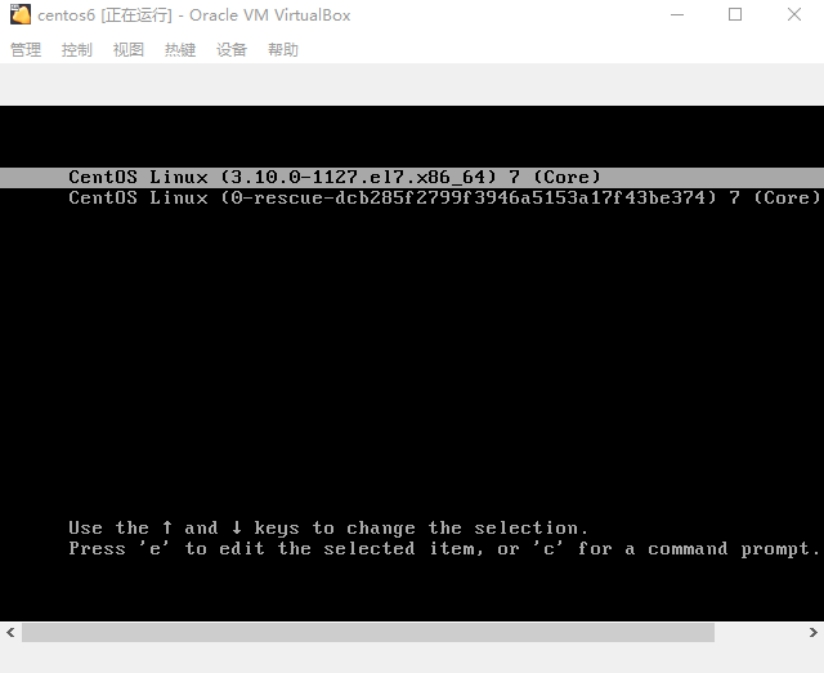 centos6 [正在运行] - Oracle VM VirtualBox
管理 控制 视图 热键 设备 帮助
CentOS Linux (3.10.0-1127.el7.x86_64) 7 (Core)
CentOS Linux (0-rescue-dcb285f2799f3946a5153a17f43be374) 7 (Core)
Use the ↑ and ↓ keys to change the selection.
Press 'e' to edit the selected item, or 'c' for a command prompt.